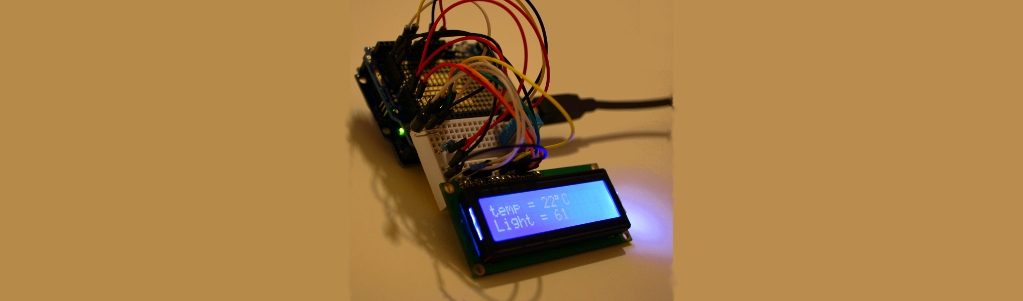 temp = 22°C
Light = 61